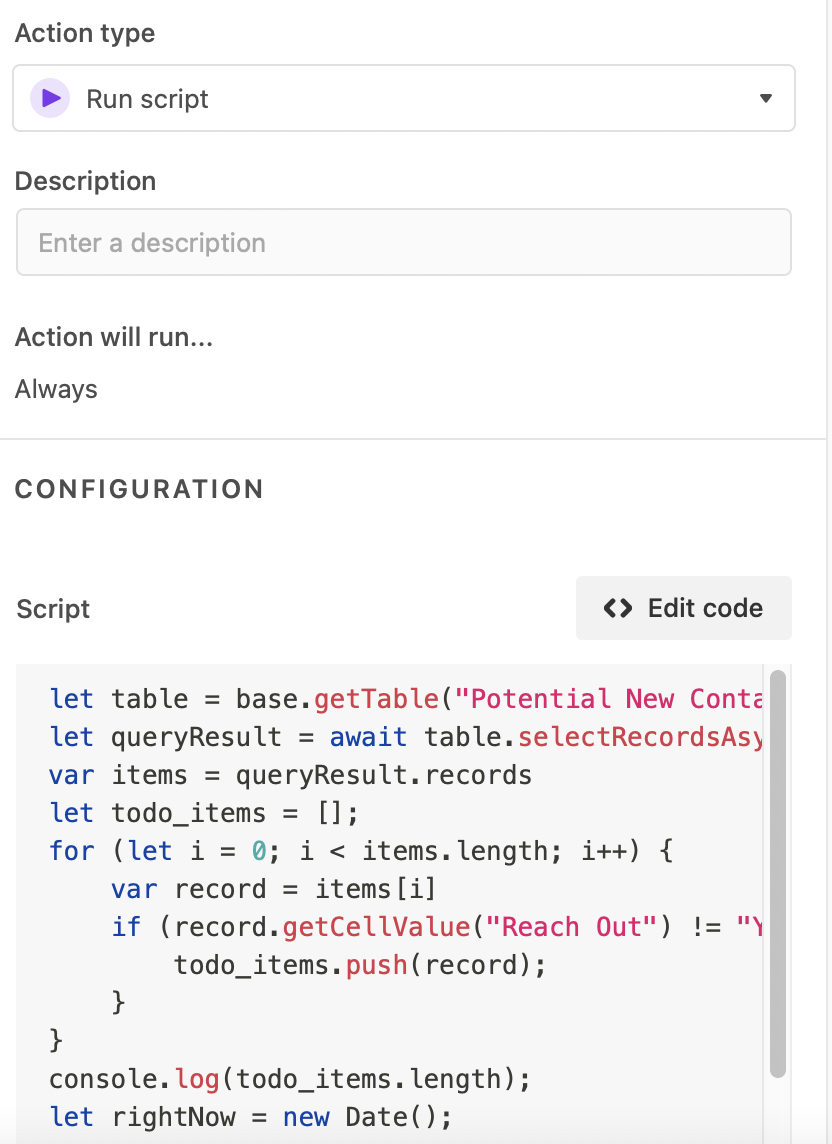 Action type
Run script
Description
Enter a description
Action will run...
Always
CONFIGURATION
Script
Edit code
let table = base.getTable("Potential New Conta
let queryResult = await table.selectRecordsAsy
var items = queryResult.records
let todo_items = [];
for (let i = 0; i < items.length; i++) {
    var record = items[i]
    if (record.getCellValue("Reach Out") != "Y
        todo_items.push(record);
    }
}
console.log(todo_items.length);
let rightNow = new Date();